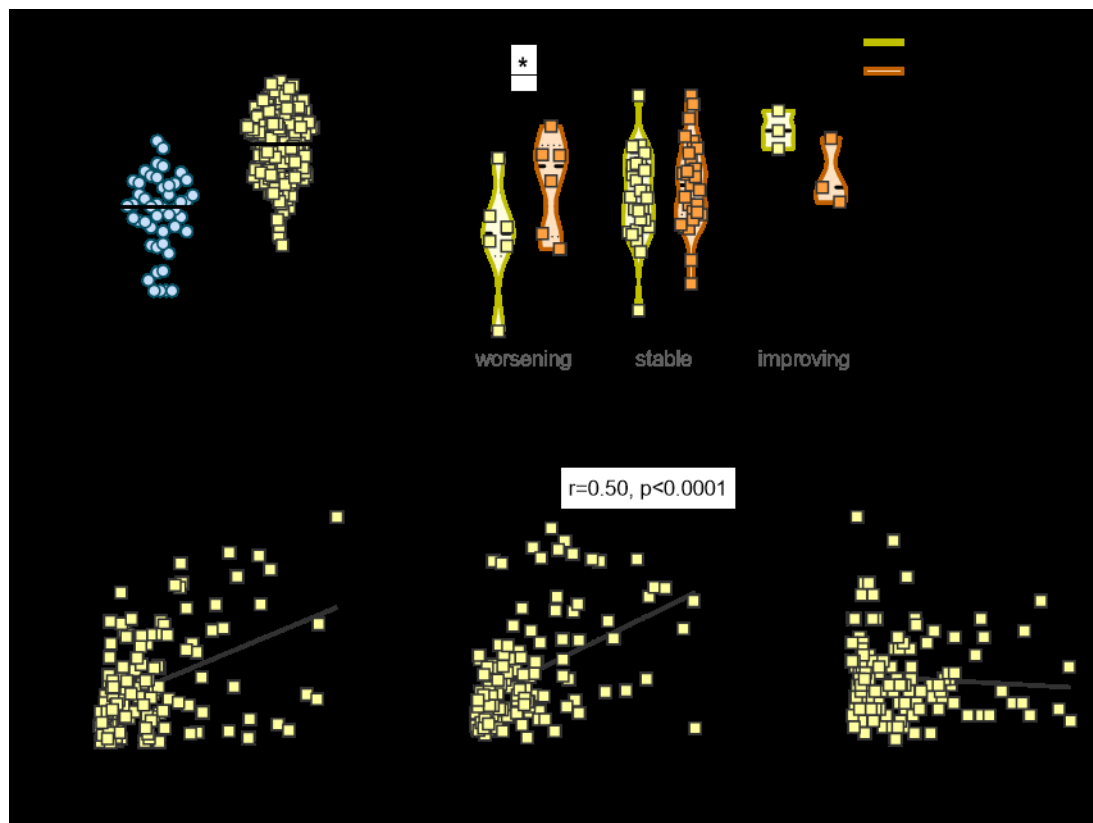 *
worsening stable improving
r=0.50, p<0.0001